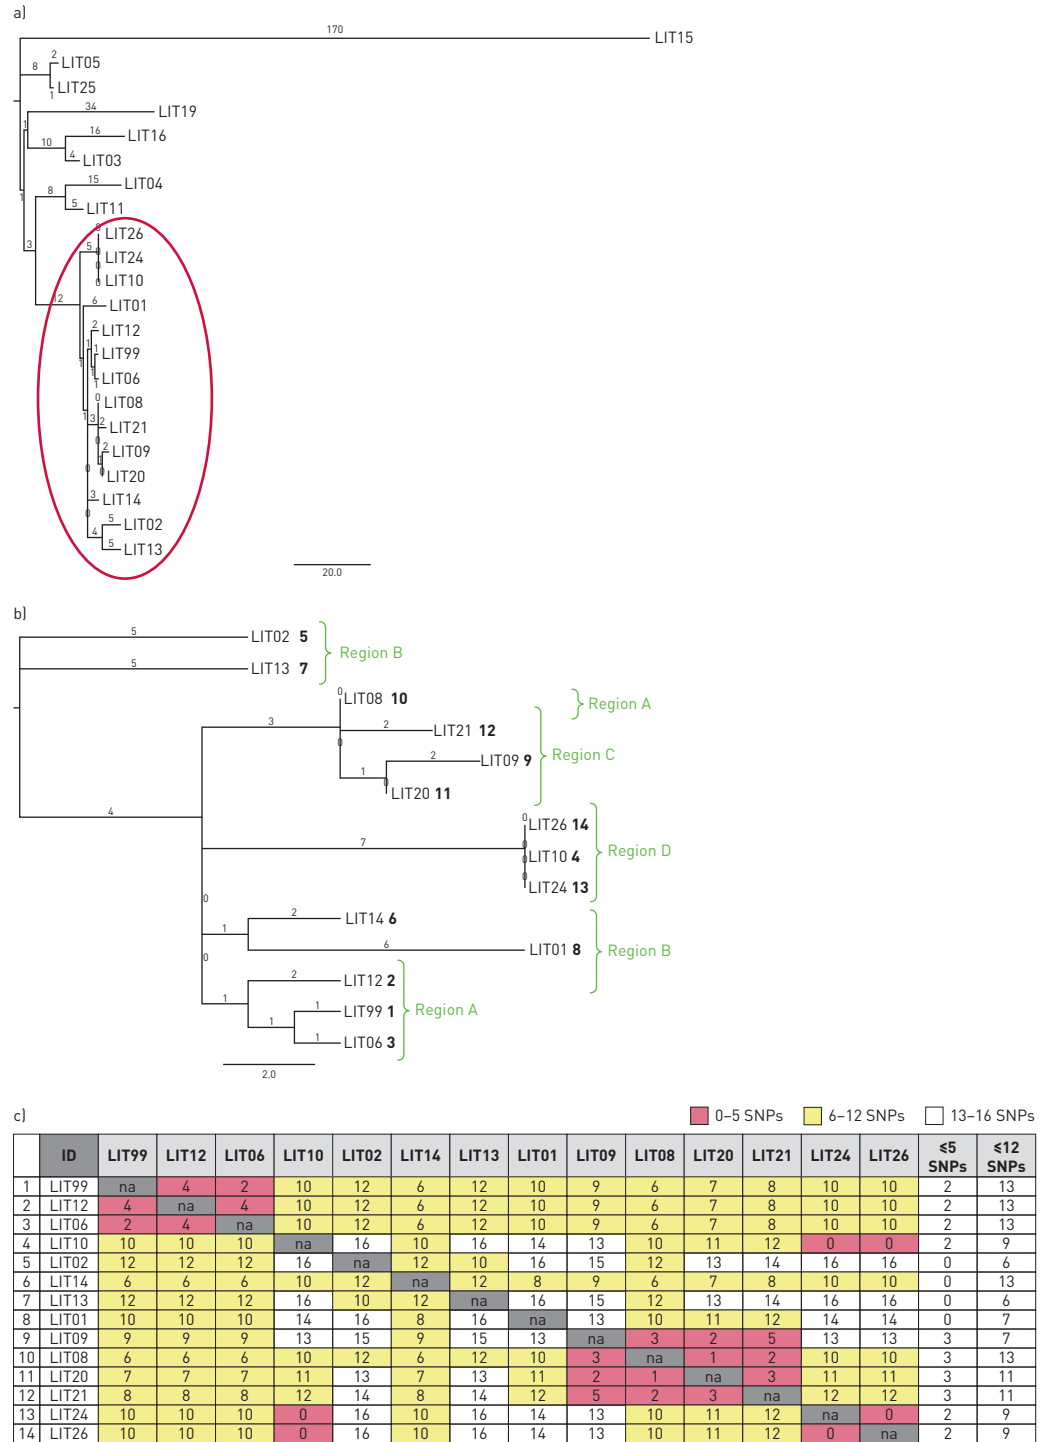 a)
170
LIT15
2
LIT05
8
LIT25
1
34
LIT19
1
16
LIT16
10
4
LIT03
1
15
LIT04
8
5
LIT11
3
0
LIT26
5
0
LIT24
0
0
LIT10
12
6
LIT01
2
LIT12
1
1
LIT99
1
1
1
LIT06
0
LIT08
1
3
2
LIT21
0
2
LIT09
1
0
0
LIT20
3
LIT14
0
5
LIT02
4
5
LIT13
20.0
b)
5
LIT02 5
Region B
5
LIT13 7
0
LIT08 10
Region A
3
2
LIT21 12
0
Region C
2
LIT09 9
1
0
LIT20 11
4
0
LIT26 14
7
0
LIT10 4
Region D
0
0
LIT24 13
0
2
LIT14 6
1
6
LIT01 8
Region B
0
2
LIT12 2
1
1
LIT99 1
Region A
1
1
LIT06 3
2.0
c)
0–5 SNPs 6–12 SNPs 13–16 SNPs
ID LIT99 LIT12 LIT06 LIT10 LIT02 LIT14 LIT13 LIT01 LIT09 LIT08 LIT20 LIT21 LIT24 LIT26 ≤5 SNPs ≤12 SNPs
1 LIT99 na 4 2 10 12 6 12 10 9 6 7 8 10 10 2 13
2 LIT12 4 na 4 10 12 6 12 10 9 6 7 8 10 10 2 13
3 LIT06 2 4 na 10 12 6 12 10 9 6 7 8 10 10 2 13
4 LIT10 10 10 10 na 16 10 16 14 13 10 11 12 0 0 2 9
5 LIT02 12 12 12 16 na 12 10 16 15 12 13 14 16 16 0 6
6 LIT14 6 6 6 10 12 na 12 8 9 6 7 8 10 10 0 13
7 LIT13 12 12 12 16 10 12 na 16 15 12 13 14 16 16 0 6
8 LIT01 10 10 10 14 16 8 16 na 13 10 11 12 14 14 0 7
9 LIT09 9 9 9 13 15 9 15 13 na 3 2 5 13 13 3 7
10 LIT08 6 6 6 10 12 6 12 10 3 na 1 2 10 10 3 13
11 LIT20 7 7 7 11 13 7 13 11 2 1 na 3 11 11 3 11
12 LIT21 8 8 8 12 14 8 14 12 5 2 3 na 12 12 3 11
13 LIT24 10 10 10 0 16 10 16 14 13 10 11 12 na 0 2 9
14 LIT26 10 10 10 0 16 10 16 14 13 10 11 12 0 na 2 9